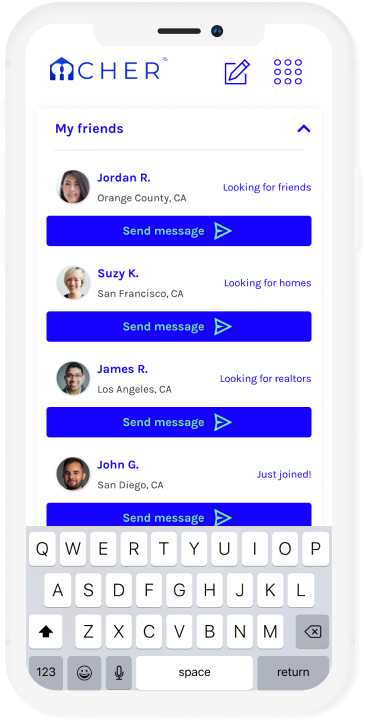 CHER
My friends
Jordan R.
Orange County, CA
Looking for friends
Send message
Suzy K.
San Francisco, CA
Looking for homes
Send message
James R.
Los Angeles, CA
Looking for realtors
Send message
John G.
San Diego, CA
Just joined!
Send message
Q W E R T Y U I O P
A S D F G H J K L
Z X C V B N M
123 space return